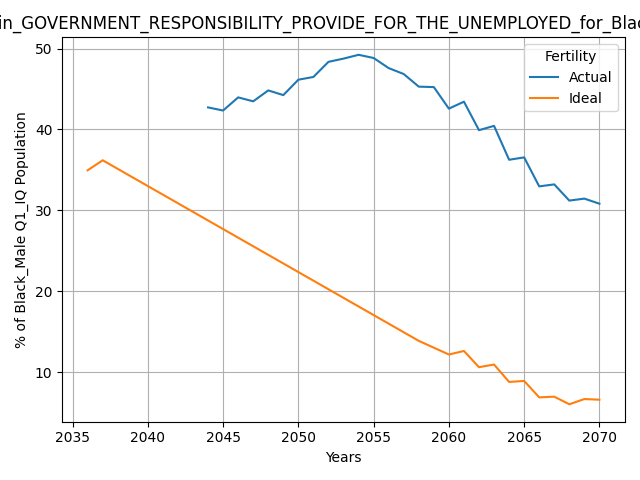 in_GOVERNMENT_RESPONSIBILITY_PROVIDE_FOR_THE_UNEMPLOYED_for_Blac
50
40
30
20
10
% of Black_Male Q1_IQ Population
Fertility
Actual
Ideal
2035 2040 2045 2050 2055 2060 2065 2070
Years